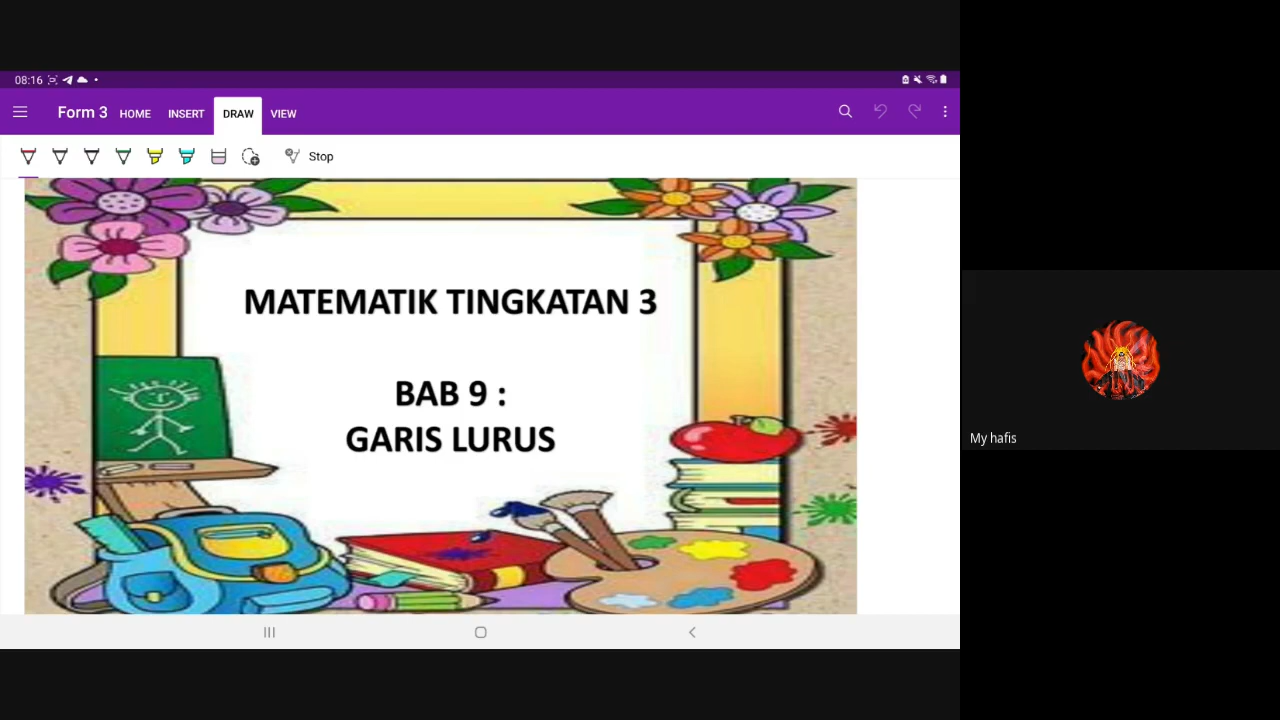 08:16
Form 3 HOME INSERT DRAW VIEW
Stop
MATEMATIK TINGKATAN 3
BAB 9 :
GARIS LURUS
My hafis